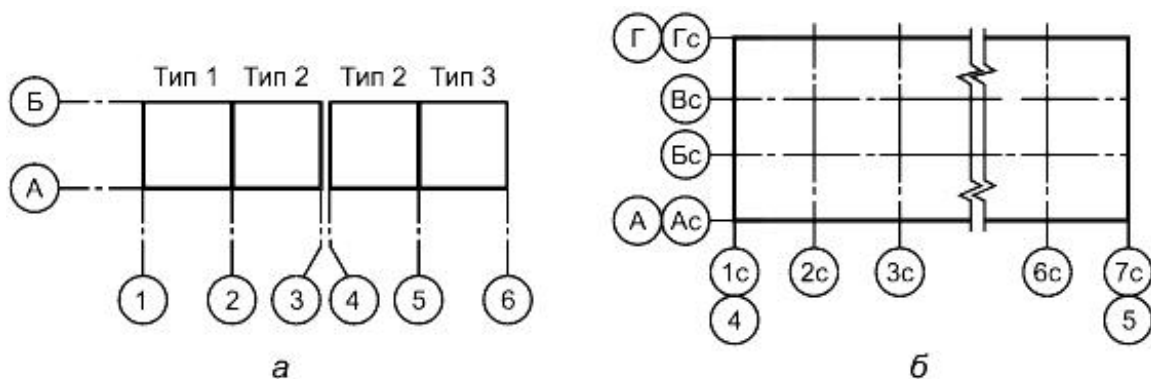 Тип 1 Тип 2 Тип 2 Тип 3
Б
А
1 2 3 4 5 6
а
Г Гс
Вс
Бс
А Ас
1с 2с 3с 6с 7с
4 5
б